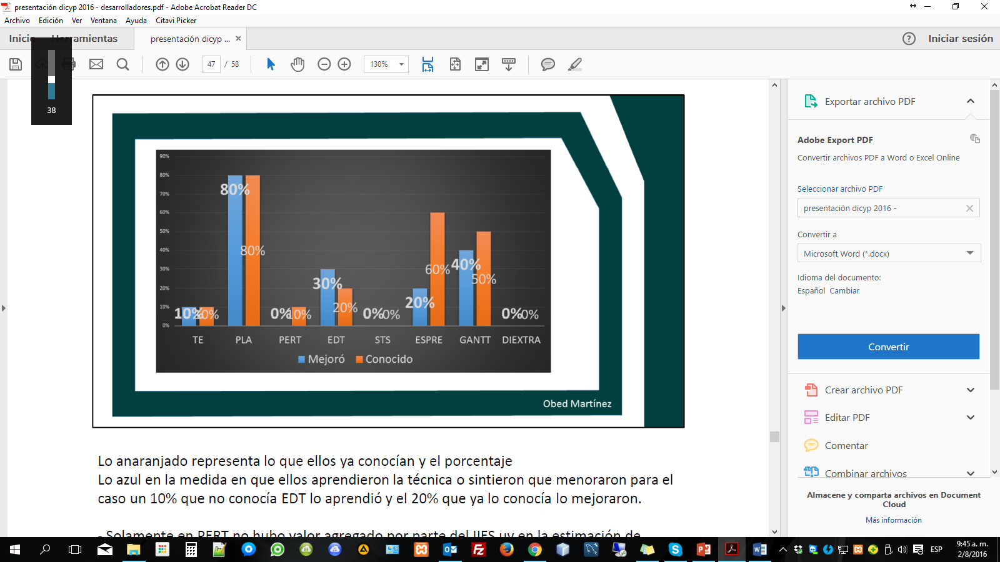 presentación dicyp 2016 - desarrolladores.pdf - Adobe Acrobat Reader DC
Archivo Edición Ver Ventana Ayuda Citavi Picker
Inicio Herramientas presentación dicyp ... × ? Iniciar sesión
47 / 58 130%
38
90%
80%
70%
60%
50%
40%
30%
20%
10%
0%
10% 80% 0% 30% 0% 20% 40% 0%
10% 80% 10% 20% 0% 60% 50% 0%
TE PLA PERT EDT STS ESPRE GANTT DIEXTRA
Mejoró Conocido
Obed Martínez
Lo anaranjado representa lo que ellos ya conocían y el porcentaje
Lo azul en la medida en que ellos aprendieron la técnica o sintieron que menoraron para el
caso un 10% que no conocía EDT lo aprendió y el 20% que ya lo conocía lo mejoraron.
- Solamente en PERT no hubo valor agregado por parte del IIES uy en la estimación de
Exportar archivo PDF
Adobe Export PDF
Convertir archivos PDF a Word o Excel Online
Seleccionar archivo PDF
presentación dicyp 2016 -
Convertir a
Microsoft Word (*.docx)
Idioma del documento:
Español Cambiar
Convertir
Crear archivo PDF
Editar PDF
Comentar
Combinar archivos
Almacene y comparta archivos en Document
Cloud
Más información
ESP
9:45 a. m.
2/8/2016